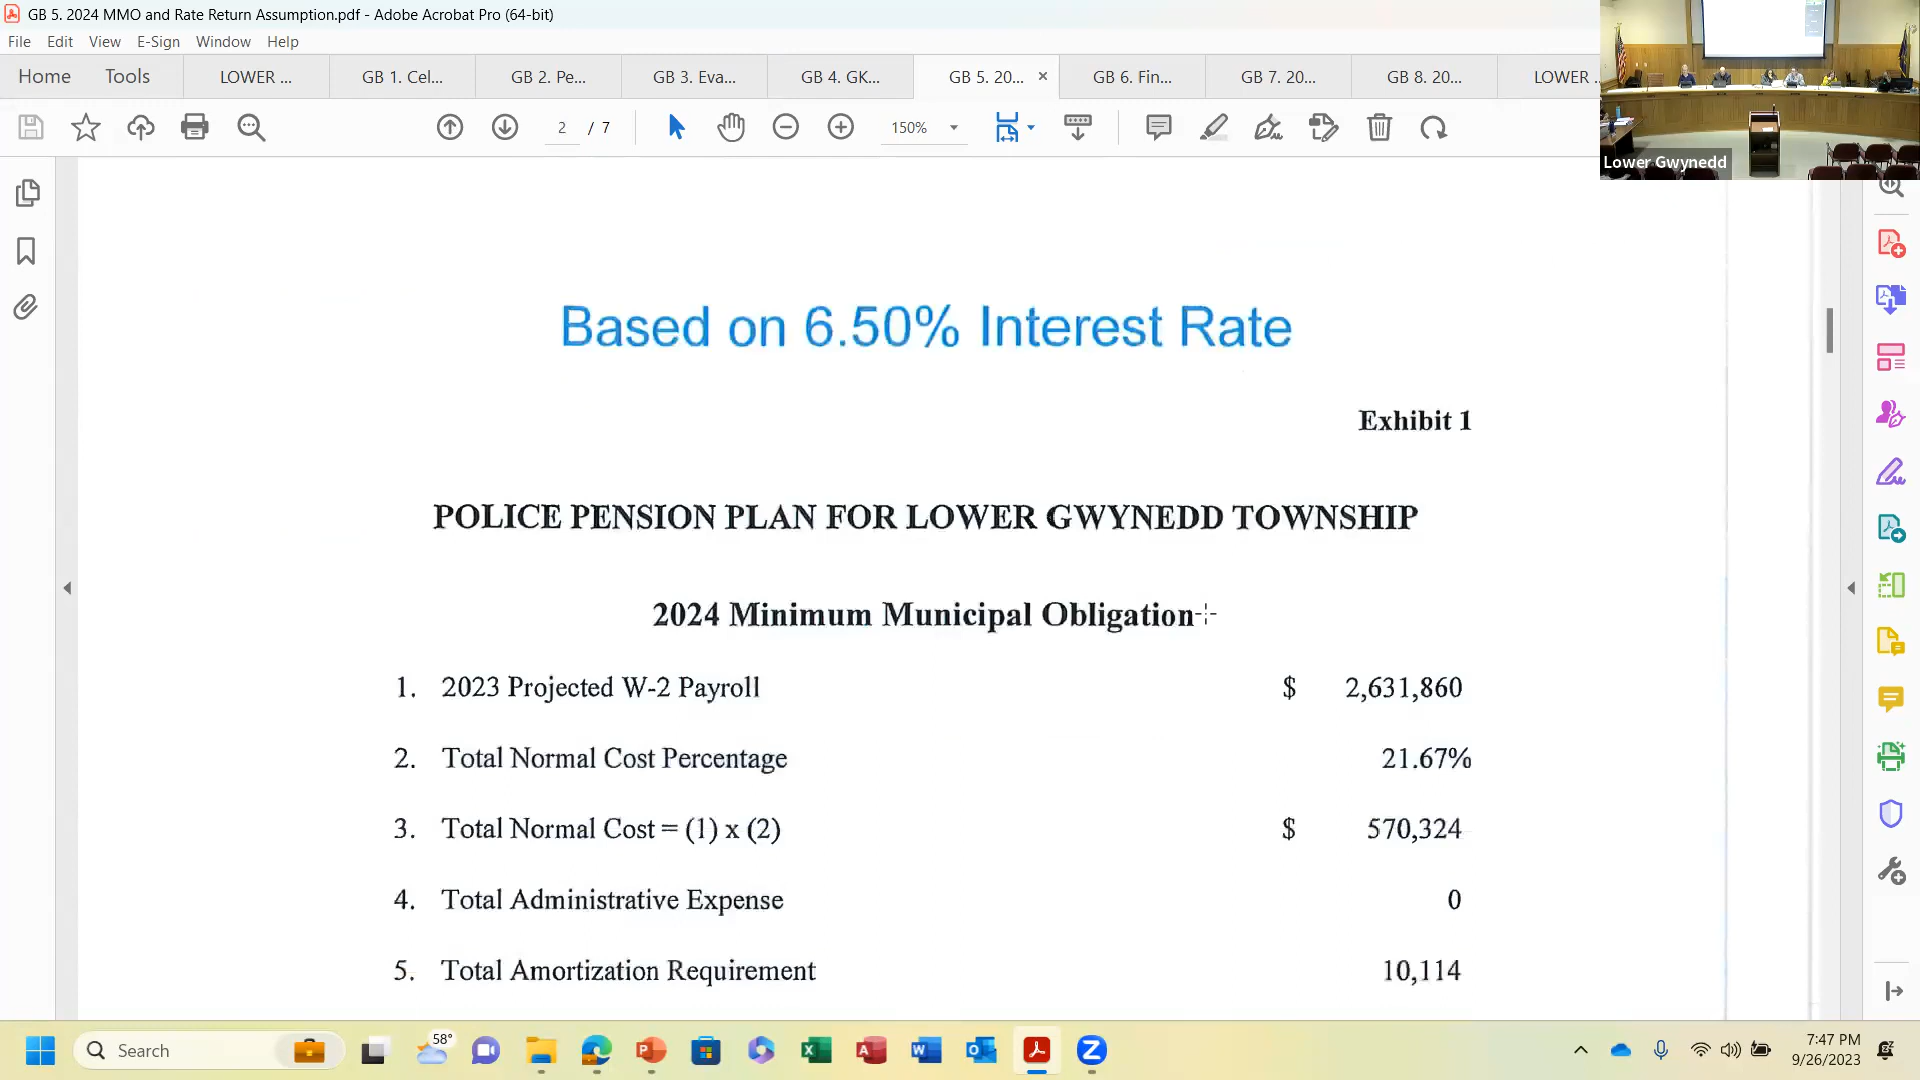 GB 5. 2024 MMO and Rate Return Assumption.pdf - Adobe Acrobat Pro (64-bit)
File Edit View E-Sign Window Help
Home Tools LOWER ... GB 1. Cel... GB 2. Pe... GB 3. Eva... GB 4. GK... GB 5. 20... GB 6. Fin... GB 7. 20... GB 8. 20... LOWER ..
2 / 7 150%
Lower Gwynedd
Based on 6.50% Interest Rate
Exhibit 1
POLICE PENSION PLAN FOR LOWER GWYNEDD TOWNSHIP
2024 Minimum Municipal Obligation
1. 2023 Projected W-2 Payroll $ 2,631,860
2. Total Normal Cost Percentage 21.67%
3. Total Normal Cost = (1) x (2) $ 570,324
4. Total Administrative Expense 0
5. Total Amortization Requirement 10,114
58°
Search
7:47 PM
9/26/2023